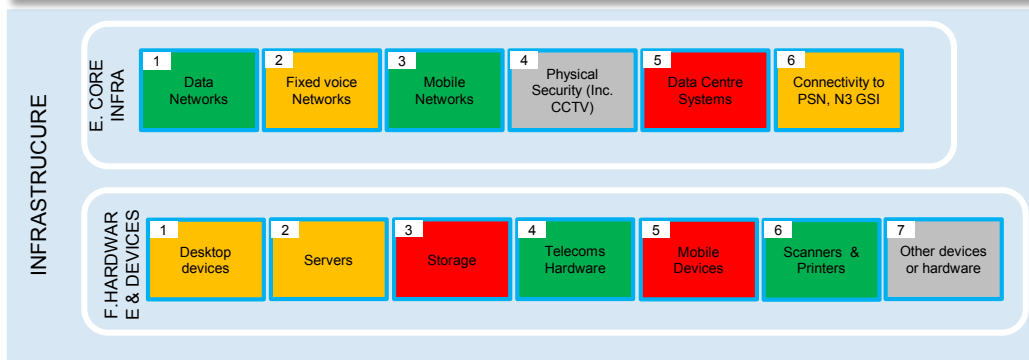 INFRASTRUCURE
E. CORE
INFRA
1
Data
Networks
2
Fixed voice
Networks
3
Mobile
Networks
4
Physical
Security (Inc.
CCTV)
5
Data Centre
Systems
6
Connectivity to
PSN, N3 GSI
F.HARDWAR
E & DEVICES
1
Desktop
devices
2
Servers
3
Storage
4
Telecoms
Hardware
5
Mobile
Devices
6
Scanners &
Printers
7
Other devices
or hardware